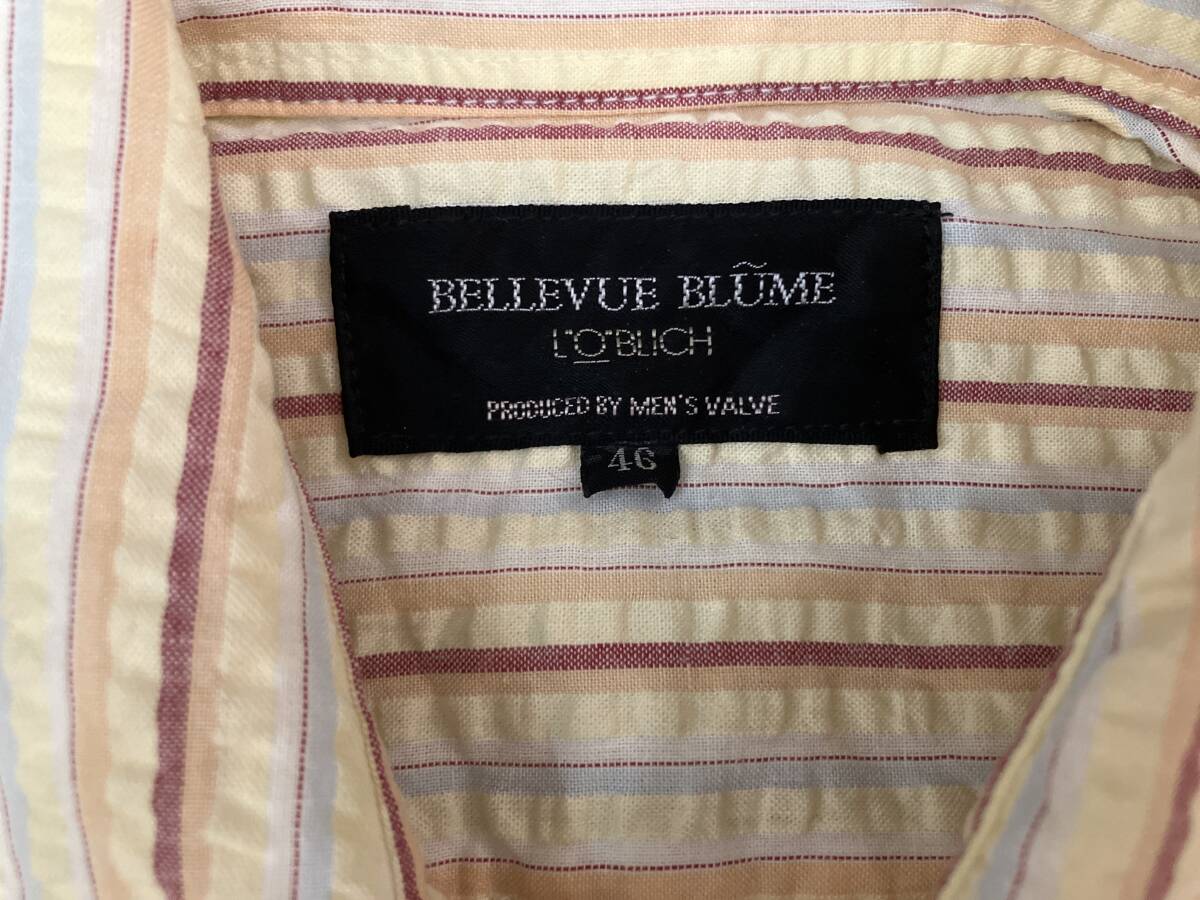 BELLEVUE BLŨME
L"O"BLICH
PRODUCED BY MEN'S VALVE
46